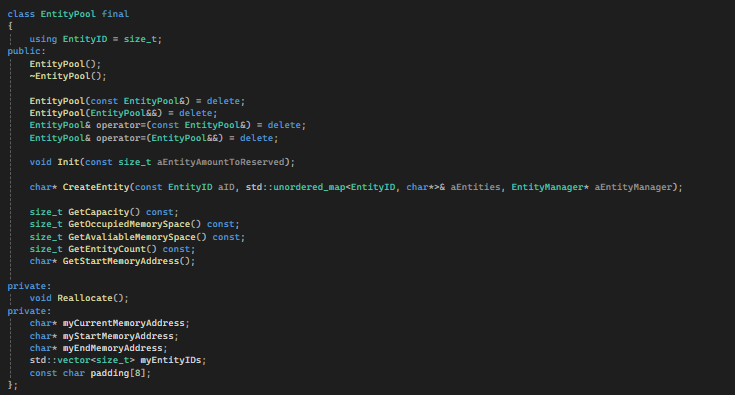 class EntityPool final
{
    using EntityID = size_t;
public:
    EntityPool();
    ~EntityPool();
    EntityPool(const EntityPool&) = delete;
    EntityPool(EntityPool&&) = delete;
    EntityPool& operator=(const EntityPool&) = delete;
    EntityPool& operator=(EntityPool&&) = delete;
    void Init(const size_t aEntityAmountToReserved);
    char* CreateEntity(const EntityID aID, std::unordered_map<EntityID, char*>& aEntities, EntityManager* aEntityManager);
    size_t GetCapacity() const;
    size_t GetOccupiedMemorySpace() const;
    size_t GetAvaliableMemorySpace() const;
    size_t GetEntityCount() const;
    char* GetStartMemoryAddress();
private:
    void Reallocate();
private:
    char* myCurrentMemoryAddress;
    char* myStartMemoryAddress;
    char* myEndMemoryAddress;
    std::vector<size_t> myEntityIDs;
    const char padding[8];
};